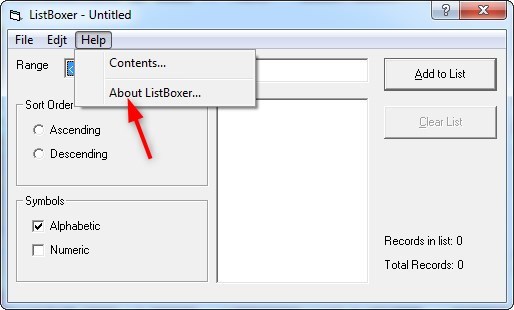 ListBoxer - Untitled
File Edjt Help
Range
Contents...
About ListBoxer...
Add to List
Clear List
Sort Order
Ascending
Descending
Symbols
Alphabetic
Numeric
Records in list: 0
Total Records: 0